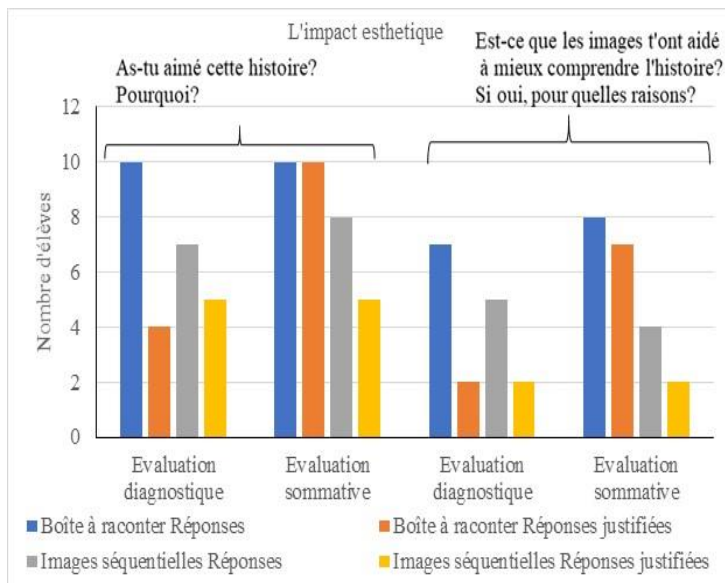 L'impact esthetique
As-tu aimé cette histoire?
Pourquoi?
Est-ce que les images t'ont aidé
à mieux comprendre l'histoire?
Si oui, pour quelles raisons?
Nombre d'élèves
12
10
8
6
4
2
0
Evaluation
diagnostique
Evaluation
sommative
Evaluation
diagnostique
Evaluation
sommative
Boîte à raconter Réponses
Boîte à raconter Réponses justifiées
Images séquentielles Réponses
Images séquentielles Réponses justifiées